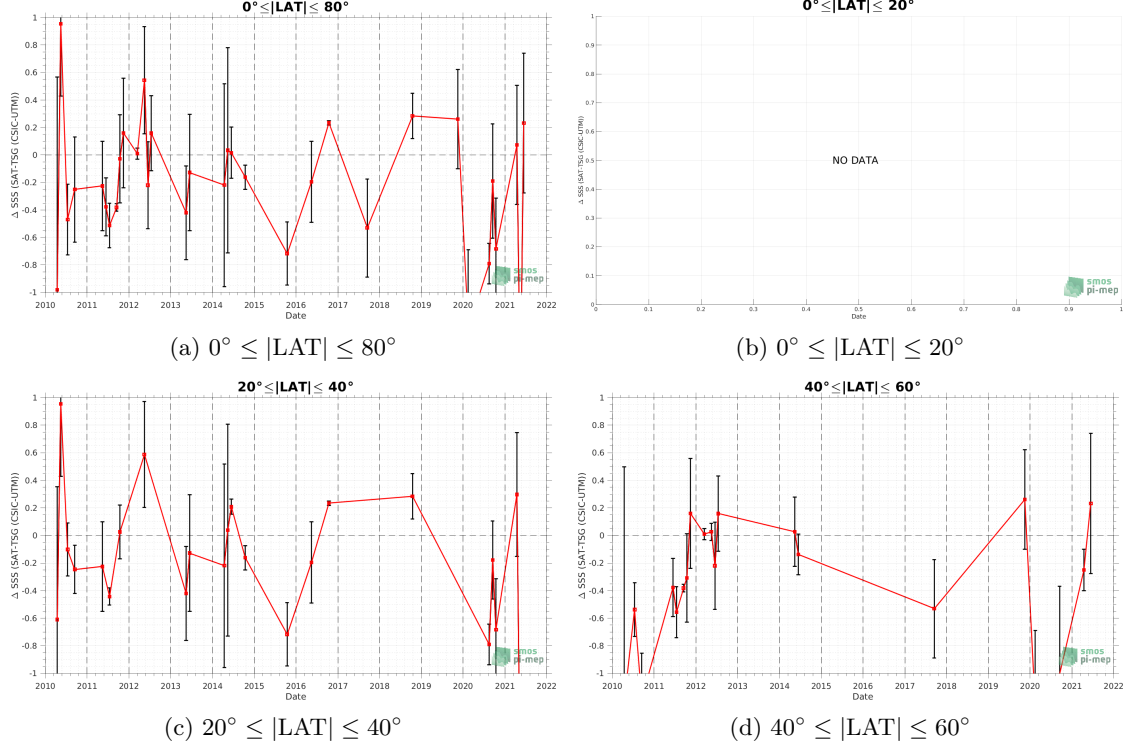 0°≤|LAT|≤ 80°
Δ SSS (SAT-TSG (CSIC-UTM))
1
0.8
0.6
0.4
0.2
0
-0.2
-0.4
-0.6
-0.8
-1
2010 2011 2012 2013 2014 2015 2016 2017 2018 2019 2020 2021 2022
Date
smos
pi-mep
(a) 0° ≤ |LAT| ≤ 80°
0°≤|LAT|≤ 20°
Δ SSS (SAT-TSG (CSIC-UTM))
1
0.9
0.8
0.7
0.6
0.5
0.4
0.3
0.2
0.1
0
NO DATA
0 0.1 0.2 0.3 0.4 0.5 0.6 0.7 0.8 0.9 1
Date
smos
pi-mep
(b) 0° ≤ |LAT| ≤ 20°
20°≤|LAT|≤ 40°
Δ SSS (SAT-TSG (CSIC-UTM))
1
0.8
0.6
0.4
0.2
0
-0.2
-0.4
-0.6
-0.8
-1
2010 2011 2012 2013 2014 2015 2016 2017 2018 2019 2020 2021 2022
Date
smos
pi-mep
(c) 20° ≤ |LAT| ≤ 40°
40°≤|LAT|≤ 60°
Δ SSS (SAT-TSG (CSIC-UTM))
1
0.8
0.6
0.4
0.2
0
-0.2
-0.4
-0.6
-0.8
-1
2010 2011 2012 2013 2014 2015 2016 2017 2018 2019 2020 2021 2022
Date
smos
pi-mep
(d) 40° ≤ |LAT| ≤ 60°